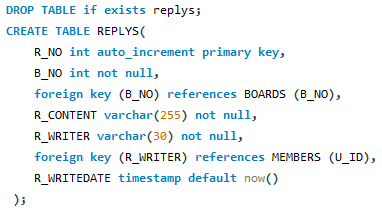 DROP TABLE if exists replys;
CREATE TABLE REPLYS(
R_NO int auto_increment primary key,
B_NO int not null,
foreign key (B_NO) references BOARDS (B_NO),
R_CONTENT varchar(255) not null,
R_WRITER varchar(30) not null,
foreign key (R_WRITER) references MEMBERS (U_ID),
R_WRITEDATE timestamp default now()
);